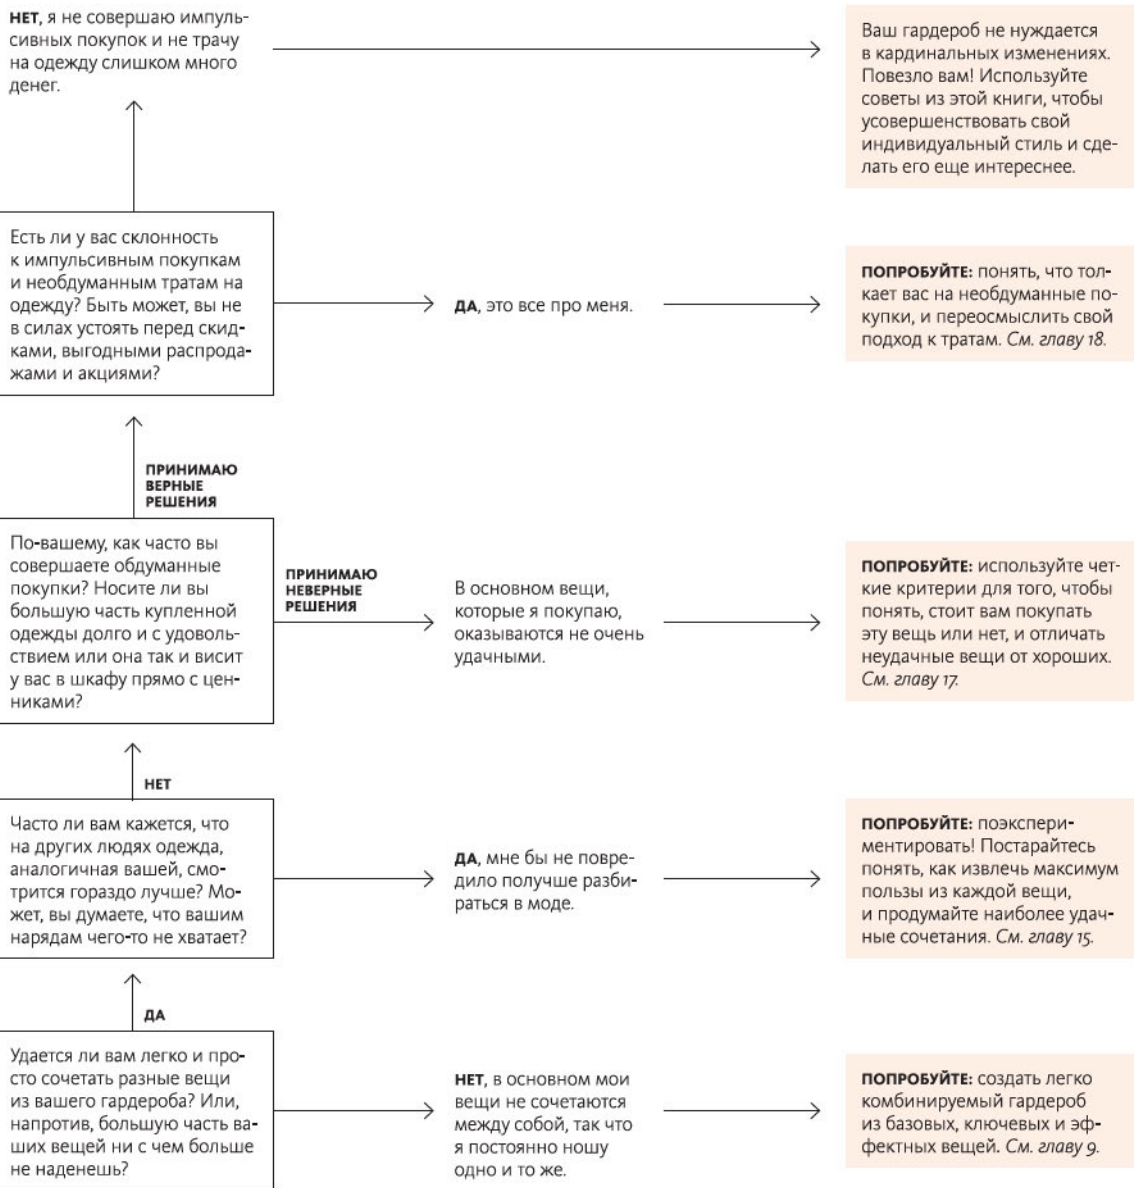 НЕТ, я не совершаю импуль-
сивных покупок и не трачу
на одежду слишком много
денег.
Ваш гардероб не нуждается
в кардинальных изменениях.
Повезло вам! Используйте
советы из этой книги, чтобы
усовершенствовать свой
индивидуальный стиль и сде-
лать его еще интереснее.
Есть ли у вас склонность
к импульсивным покупкам
и необдуманным тратам на
одежду? Быть может, вы не
в силах устоять перед скид-
ками, выгодными распрода-
жами и акциями?
ДА, это все про меня.
ПОПРОБУЙТЕ: понять, что тол-
кает вас на необдуманные по-
купки, и переосмыслить свой
подход к тратам. См. главу 18.
ПРИНИМАЮ
ВЕРНЫЕ
РЕШЕНИЯ
По-вашему, как часто вы
совершаете обдуманные
покупки? Носите ли вы
большую часть купленной
одежды долго и с удоволь-
ствием или она так и висит
у вас в шкафу прямо с цен-
никами?
ПРИНИМАЮ
НЕВЕРНЫЕ
РЕШЕНИЯ
В основном вещи,
которые я покупаю,
оказываются не очень
удачными.
ПОПРОБУЙТЕ: используйте чет-
кие критерии для того, чтобы
понять, стоит вам покупать
эту вещь или нет, и отличать
неудачные вещи от хороших.
См. главу 17.
НЕТ
Часто ли вам кажется, что
на других людях одежда,
аналогичная вашей, смо-
трится гораздо лучше? Мо-
жет, вы думаете, что вашим
нарядам чего-то не хватает?
ДА, мне бы не повре-
дило получше разби-
раться в моде.
ПОПРОБУЙТЕ: поэкспери-
ментировать! Постарайтесь
понять, как извлечь максимум
пользы из каждой вещи,
и продумайте наиболее удач-
ные сочетания. См. главу 15.
ДА
Удается ли вам легко и про-
сто сочетать разные вещи
из вашего гардероба? Или,
напротив, большую часть ва-
ших вещей ни с чем больше
не наденешь?
НЕТ, в основном мои
вещи не сочетаются
между собой, так что
я постоянно ношу
одно и то же.
ПОПРОБУЙТЕ: создать легко
комбинируемый гардероб
из базовых, ключевых и эф-
фектных вещей. См. главу 9.